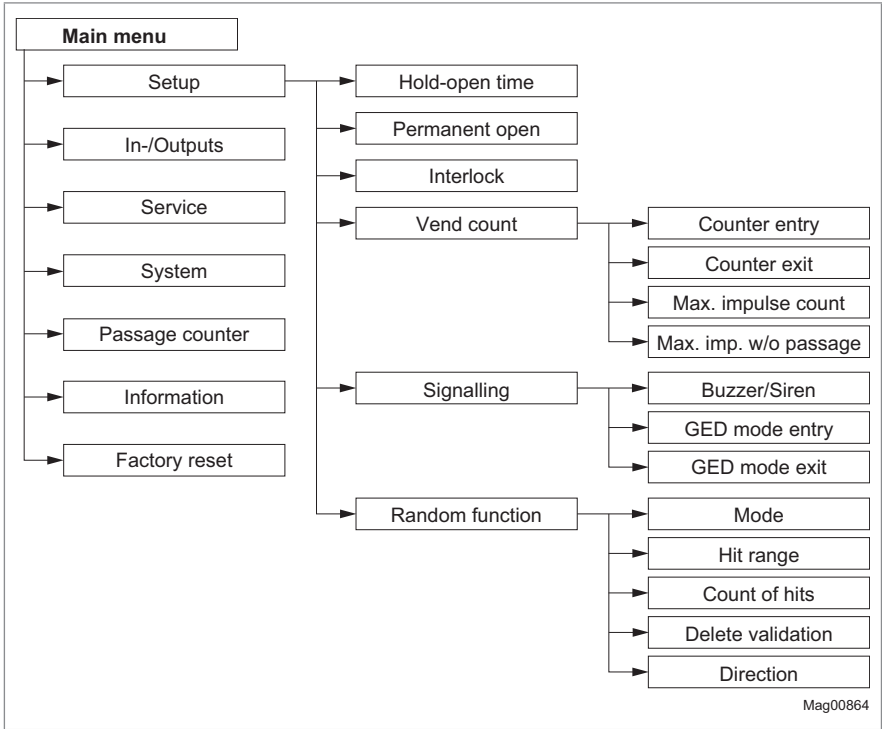 Main menu
Setup
In-/Outputs
Service
System
Passage counter
Information
Factory reset
Hold-open time
Permanent open
Interlock
Vend count
Signalling
Random function
Counter entry
Counter exit
Max. impulse count
Max. imp. w/o passage
Buzzer/Siren
GED mode entry
GED mode exit
Mode
Hit range
Count of hits
Delete validation
Direction
Mag00864